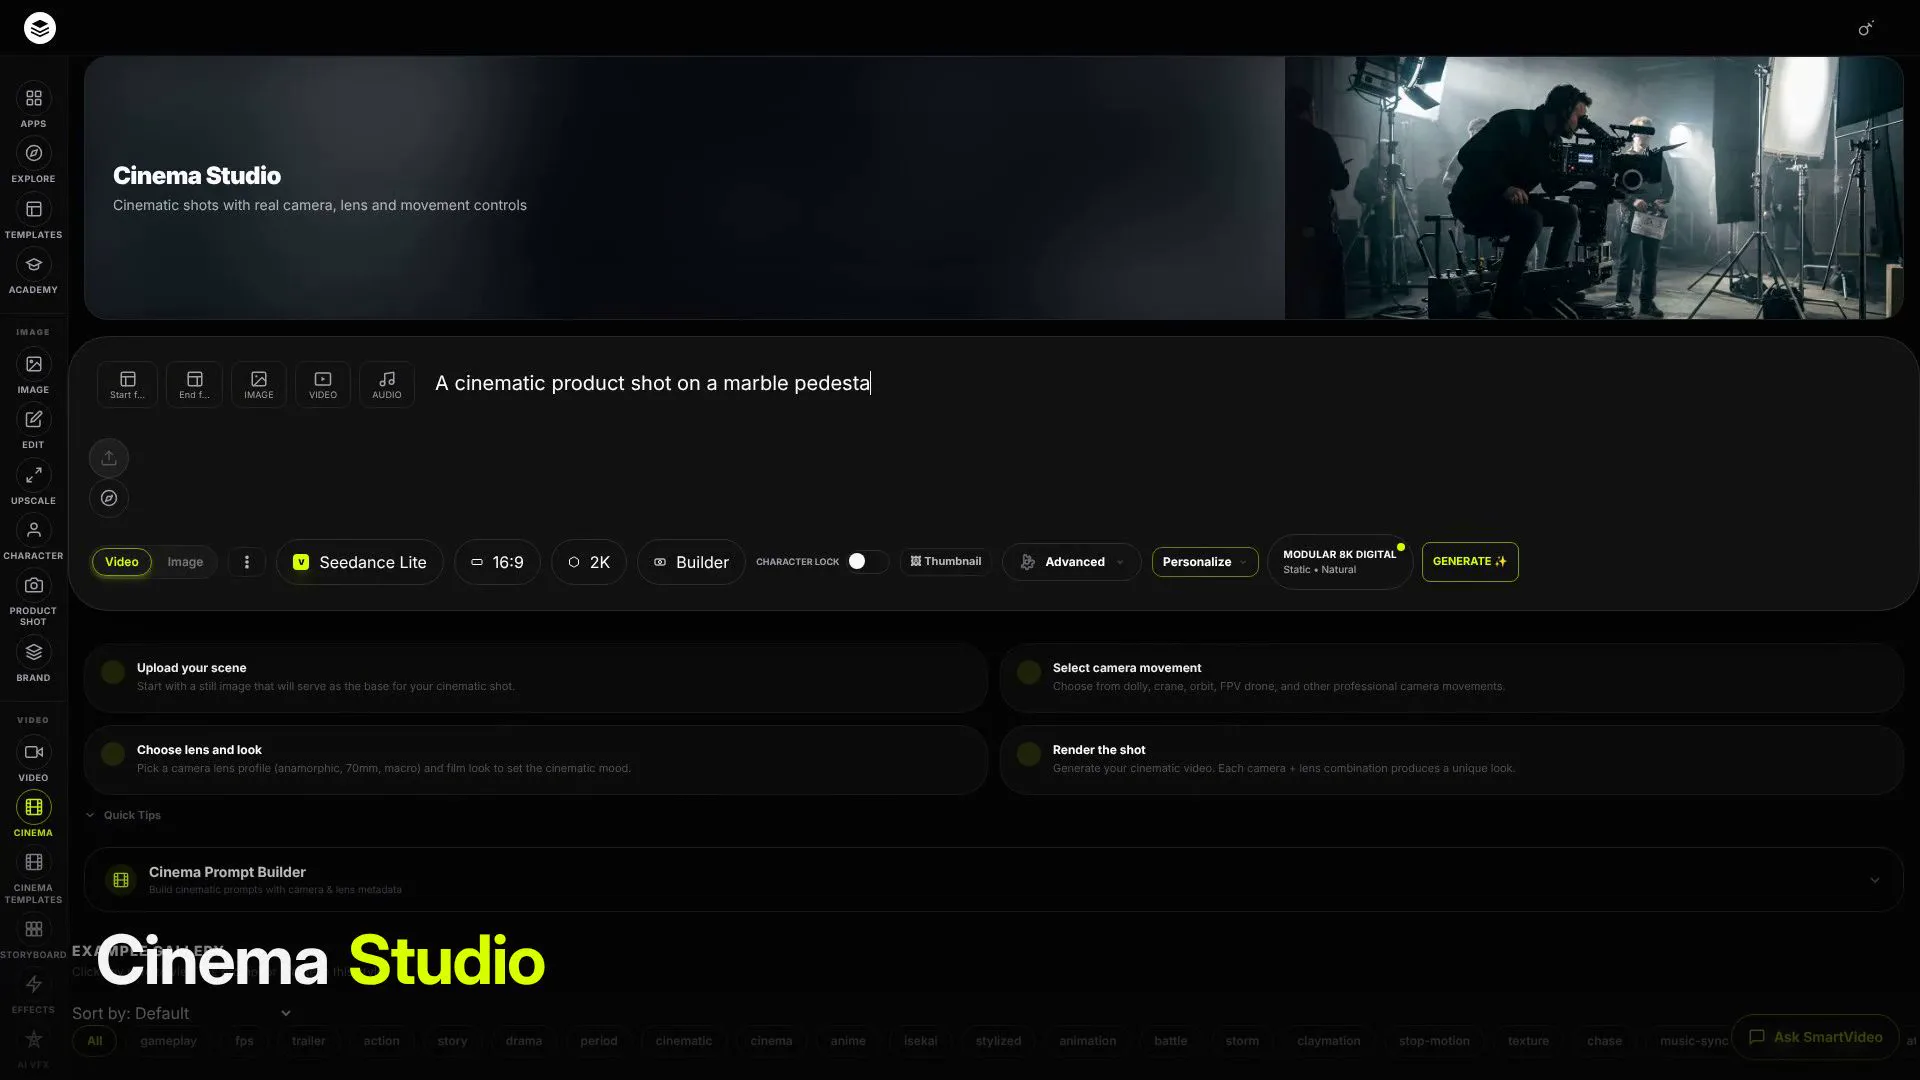 APPS
EXPLORE
TEMPLATES
ACADEMY
IMAGE
IMAGE
EDIT
UPSCALE
CHARACTER
PRODUCT
SHOT
BRAND
VIDEO
VIDEO
CINEMA
CINEMA
TEMPLATES
STORYBOARD
EFFECTS
AI VFX
Cinema Studio
Cinematic shots with real camera, lens and movement controls
Start f...
End f...
IMAGE
VIDEO
AUDIO
A cinematic product shot on a marble pedesta
Video
Image
Seedance Lite
16:9
2K
Builder
CHARACTER LOCK
Thumbnail
Advanced
Personalize
MODULAR 8K DIGITAL
Static • Natural
GENERATE ✨
Upload your scene
Start with a still image that will serve as the base for your cinematic shot.
Select camera movement
Choose from dolly, crane, orbit, FPV drone, and other professional camera movements.
Choose lens and look
Pick a camera lens profile (anamorphic, 70mm, macro) and film look to set the cinematic mood.
Render the shot
Generate your cinematic video. Each camera + lens combination produces a unique look.
Quick Tips
Cinema Prompt Builder
Build cinematic prompts with camera & lens metadata
EXAMPLE GALLERY
Cinema Studio
Sort by: Default
All gameplay fps trailer action story drama period cinematic cinema anime isekai stylized animation battle storm claymation stop-motion texture chase music-sync
Ask SmartVideo